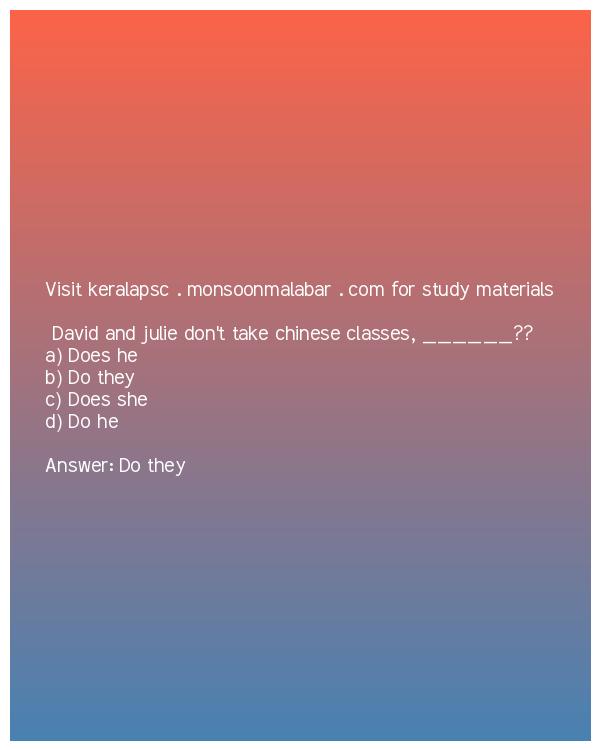 Visit keralapsc . monsoonmalabar . com for study materials
David and julie don't take chinese classes, ______??
a) Does he
b) Do they
c) Does she
d) Do he
Answer: Do they